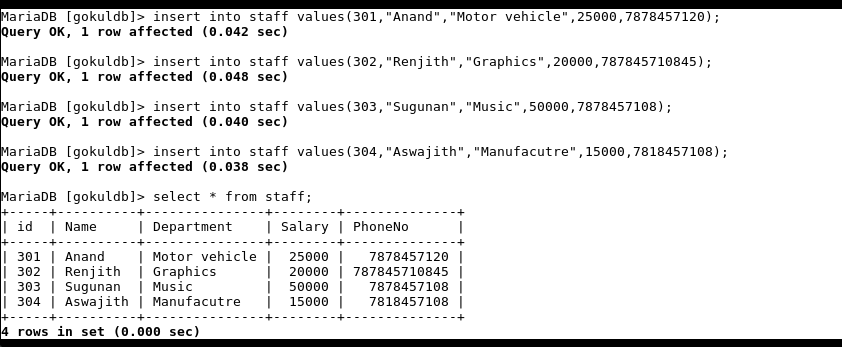 MariaDB [gokuldb]> insert into staff values(301,"Anand","Motor vehicle",25000,7878457120);
Query OK, 1 row affected (0.042 sec)
MariaDB [gokuldb]> insert into staff values(302,"Renjith","Graphics",20000,787845710845);
Query OK, 1 row affected (0.048 sec)
MariaDB [gokuldb]> insert into staff values(303,"Sugunan","Music",50000,7878457108);
Query OK, 1 row affected (0.040 sec)
MariaDB [gokuldb]> insert into staff values(304,"Aswajith","Manufacutre",15000,7818457108);
Query OK, 1 row affected (0.038 sec)
MariaDB [gokuldb]> select * from staff;
+-----+----------+---------------+--------+--------------+
| id  | Name     | Department    | Salary | PhoneNo      |
+-----+----------+---------------+--------+--------------+
| 301 | Anand    | Motor vehicle |  25000 |   7878457120 |
| 302 | Renjith  | Graphics      |  20000 | 787845710845 |
| 303 | Sugunan  | Music         |  50000 |   7878457108 |
| 304 | Aswajith | Manufacutre   |  15000 |   7818457108 |
+-----+----------+---------------+--------+--------------+
4 rows in set (0.000 sec)